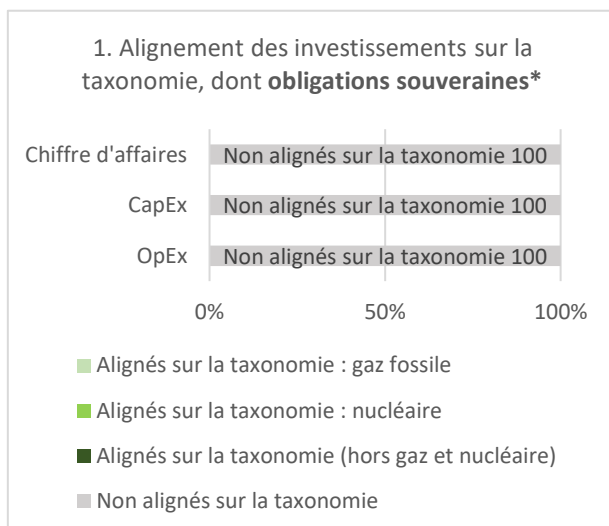 1. Alignement des investissements sur la
taxonomie, dont obligations souveraines*
Chiffre d'affaires
Non alignés sur la taxonomie 100
CapEx
Non alignés sur la taxonomie 100
OpEx
Non alignés sur la taxonomie 100
0% 50% 100%
Alignés sur la taxonomie : gaz fossile
Alignés sur la taxonomie : nucléaire
Alignés sur la taxonomie (hors gaz et nucléaire)
Non alignés sur la taxonomie